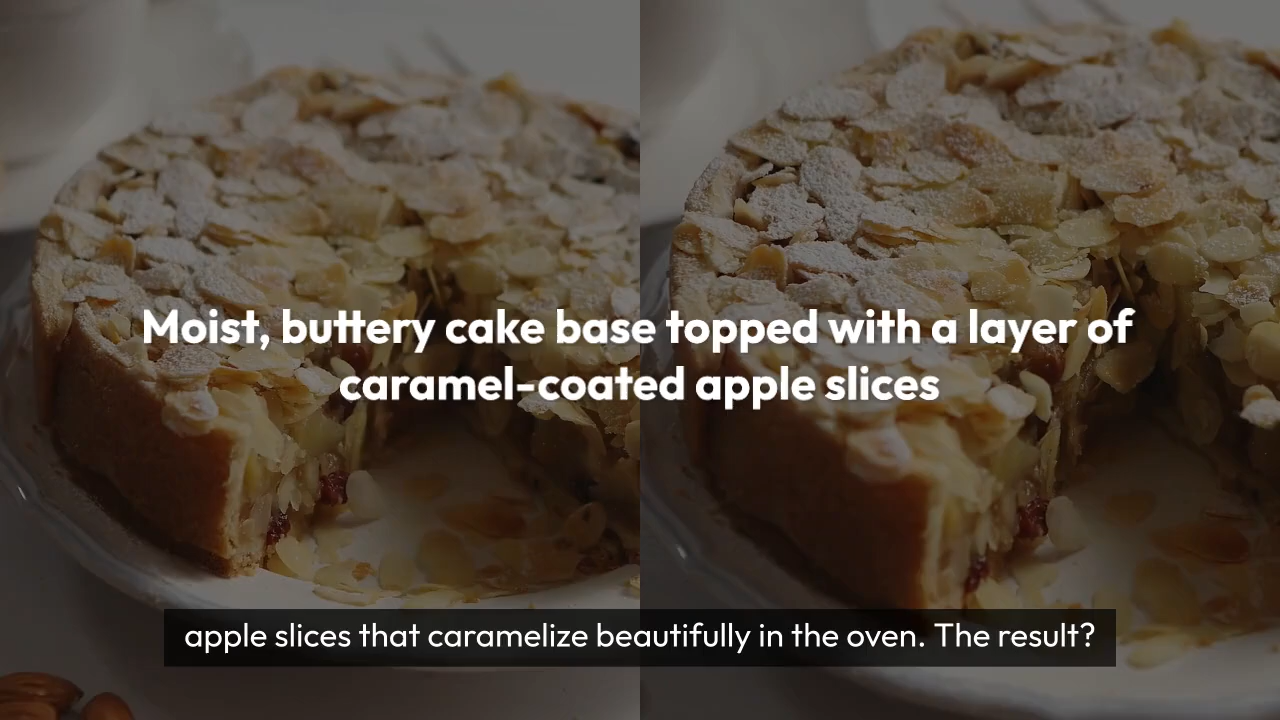 Moist, buttery cake base topped with a layer of
caramel-coated apple slices
apple slices that caramelize beautifully in the oven. The result?